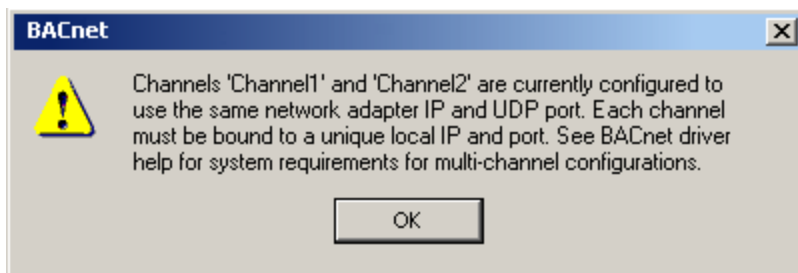 BACnet
Channels 'Channel1' and 'Channel2' are currently configured to
use the same network adapter IP and UDP port. Each channel
must be bound to a unique local IP and port. See BACnet driver
help for system requirements for multi-channel configurations.
OK